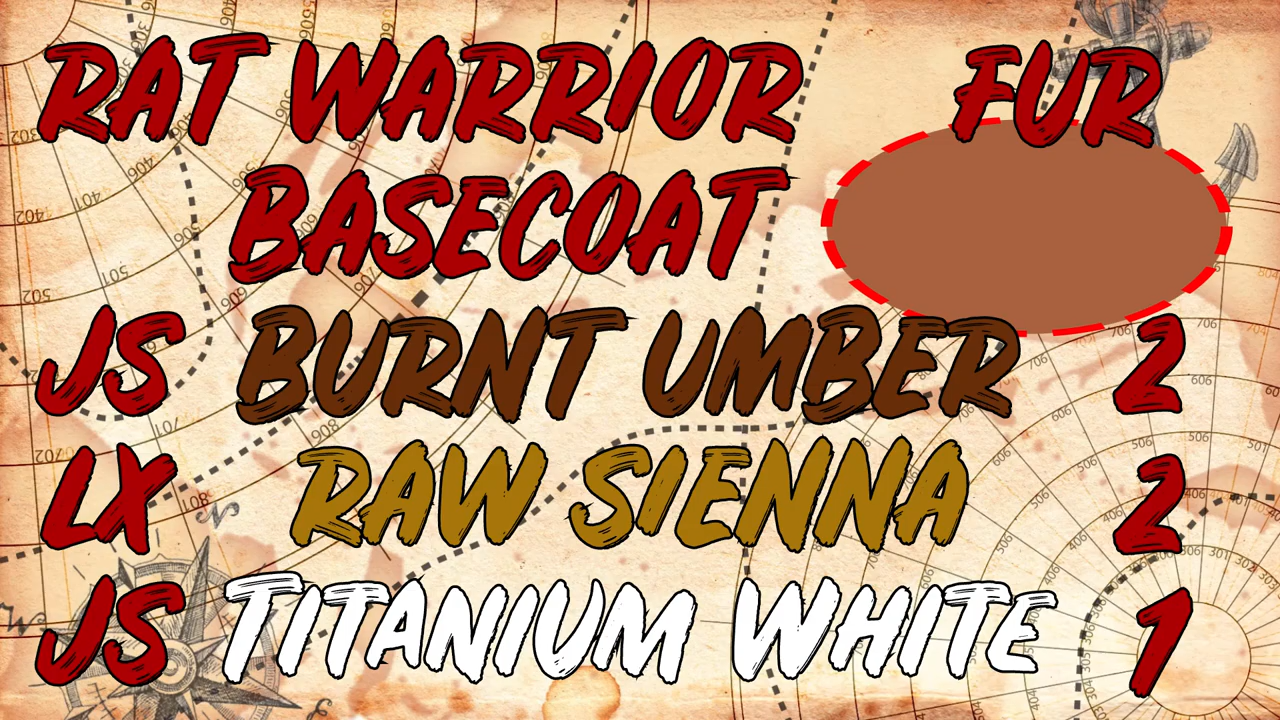 RAT WARRIOR FUR
BASECOAT
JS BURNT UMBER 2
LX RAW SIENNA 2
JS TITANIUM WHITE 1